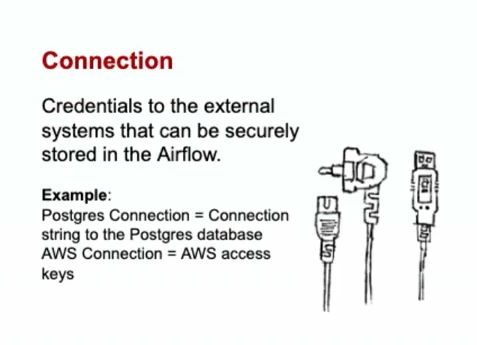 Connection
Credentials to the external
systems that can be securely
stored in the Airflow.
Example:
Postgres Connection = Connection
string to the Postgres database
AWS Connection = AWS access
keys